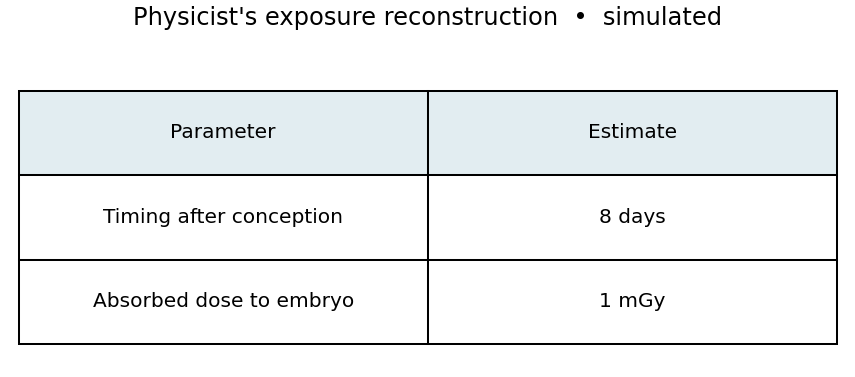 Physicist's exposure reconstruction • simulated
Parameter Estimate
Timing after conception 8 days
Absorbed dose to embryo 1 mGy